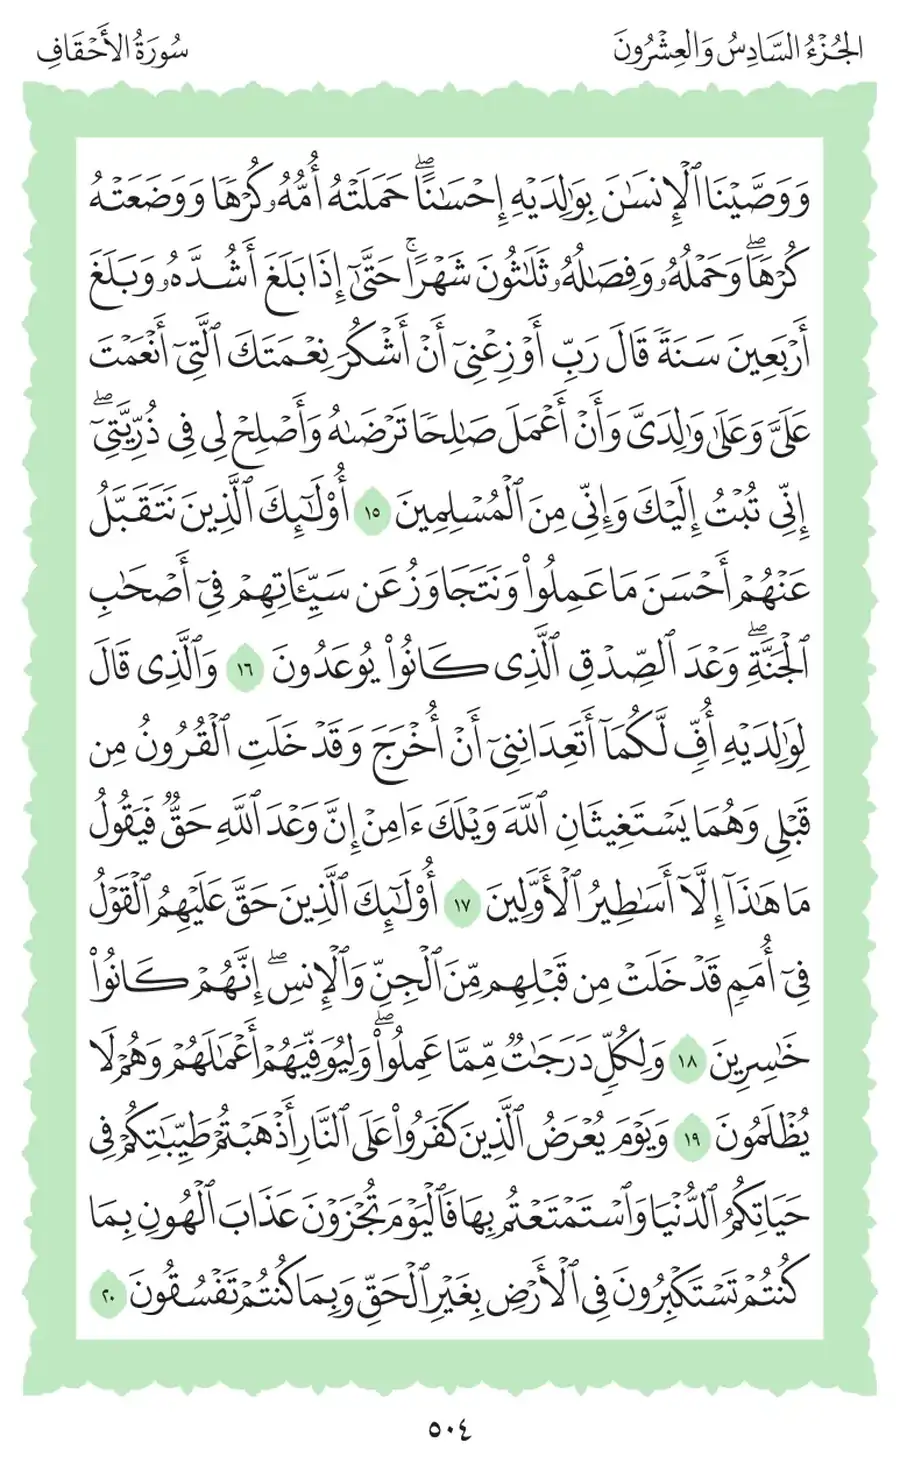 الجُزْءُ السَّادِسُ وَالعِشْرُونَ
سُورَةُ الأَحْقَافِ
وَوَصَّيْنَا ٱلْإِنسَٰنَ بِوَٰلِدَيْهِ إِحْسَٰنًاۖ حَمَلَتْهُ أُمُّهُۥ كُرْهًا وَوَضَعَتْهُ
كُرْهًاۖ وَحَمْلُهُۥ وَفِصَٰلُهُۥ ثَلَٰثُونَ شَهْرًاۚ حَتَّىٰٓ إِذَا بَلَغَ أَشُدَّهُۥ وَبَلَغَ
أَرْبَعِينَ سَنَةً قَالَ رَبِّ أَوْزِعْنِىٓ أَنْ أَشْكُرَ نِعْمَتَكَ ٱلَّتِىٓ أَنْعَمْتَ
عَلَىَّ وَعَلَىٰ وَٰلِدَىَّ وَأَنْ أَعْمَلَ صَٰلِحًا تَرْضَىٰهُ وَأَصْلِحْ لِى فِى ذُرِّيَّتِىٓۖ
إِنِّى تُبْتُ إِلَيْكَ وَإِنِّى مِنَ ٱلْمُسْلِمِينَ ١٥ أُو۟لَٰٓئِكَ ٱلَّذِينَ نَتَقَبَّلُ
عَنْهُمْ أَحْسَنَ مَا عَمِلُوا۟ وَنَتَجَاوَزُ عَن سَيِّـَٔاتِهِمْ فِىٓ أَصْحَٰبِ
ٱلْجَنَّةِۖ وَعْدَ ٱلصِّدْقِ ٱلَّذِى كَانُوا۟ يُوعَدُونَ ١٦ وَٱلَّذِى قَالَ
لِوَٰلِدَيْهِ أُفٍّ لَّكُمَآ أَتَعِدَانِنِىٓ أَنْ أُخْرَجَ وَقَدْ خَلَتِ ٱلْقُرُونُ مِن
قَبْلِى وَهُمَا يَسْتَغِيثَانِ ٱللَّهَ وَيْلَكَ ءَامِنْ إِنَّ وَعْدَ ٱللَّهِ حَقٌّ فَيَقُولُ
مَا هَٰذَآ إِلَّآ أَسَٰطِيرُ ٱلْأَوَّلِينَ ١٧ أُو۟لَٰٓئِكَ ٱلَّذِينَ حَقَّ عَلَيْهِمُ ٱلْقَوْلُ
فِىٓ أُمَمٍ قَدْ خَلَتْ مِن قَبْلِهِم مِّنَ ٱلْجِنِّ وَٱلْإِنسِۖ إِنَّهُمْ كَانُوا۟
خَٰسِرِينَ ١٨ وَلِكُلٍّ دَرَجَٰتٌ مِّمَّا عَمِلُوا۟ۖ وَلِيُوَفِّيَهُمْ أَعْمَٰلَهُمْ وَهُمْ لَا
يُظْلَمُونَ ١٩ وَيَوْمَ يُعْرَضُ ٱلَّذِينَ كَفَرُوا۟ عَلَى ٱلنَّارِ أَذْهَبْتُمْ طَيِّبَٰتِكُمْ فِى
حَيَاتِكُمُ ٱلدُّنْيَا وَٱسْتَمْتَعْتُم بِهَا فَٱلْيَوْمَ تُجْزَوْنَ عَذَابَ ٱلْهُونِ بِمَا
كُنتُمْ تَسْتَكْبِرُونَ فِى ٱلْأَرْضِ بِغَيْرِ ٱلْحَقِّ وَبِمَا كُنتُمْ تَفْسُقُونَ ٢٠
٥٠٤